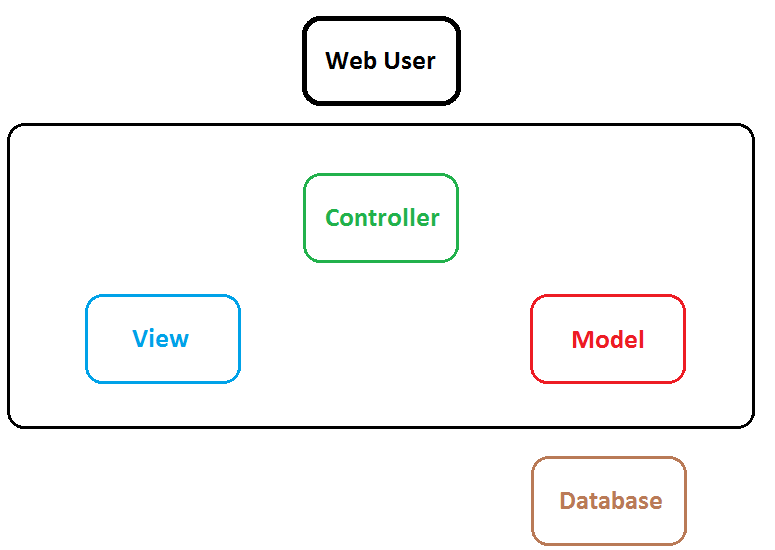 Web User
Controller
View
Model
Database